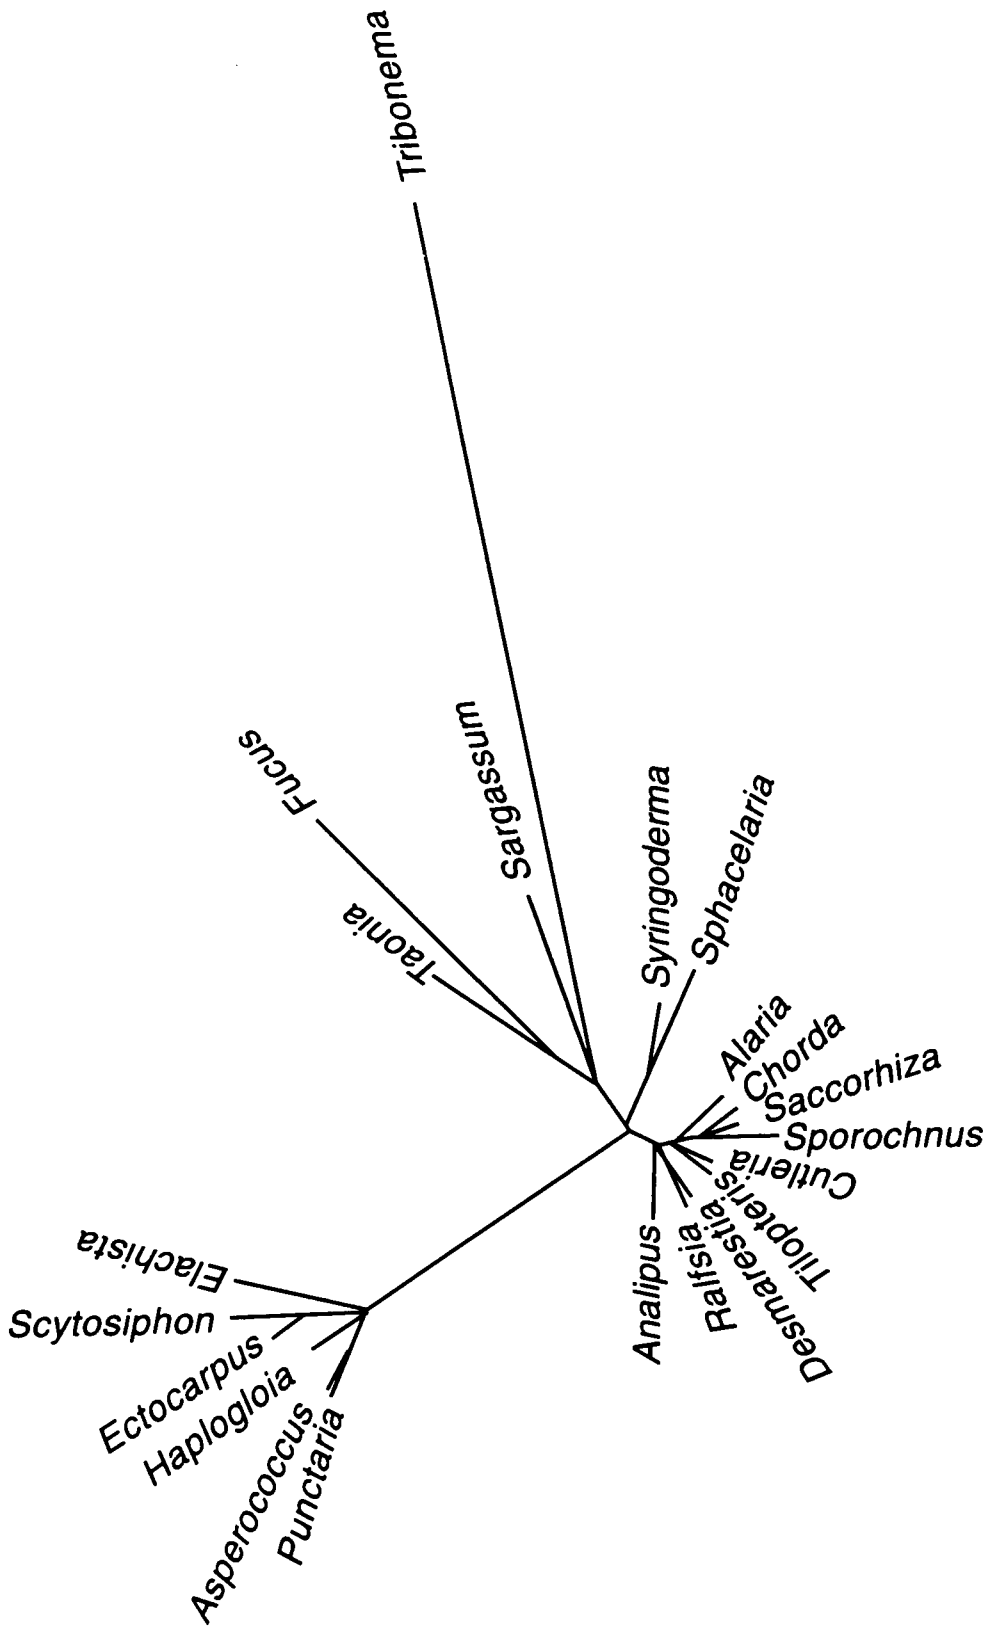 Tribonema
Fucus
Sargassum
Taonia
Syringoderma
Sphacelaria
Alaria
Chorda
Saccorhiza
Sporochnus
Cutleria
Tilopteris
Desmarestia
Ralfsia
Analipus
Elachista
Scytosiphon
Ectocarpus
Haplogloia
Asperococcus
Punctaria